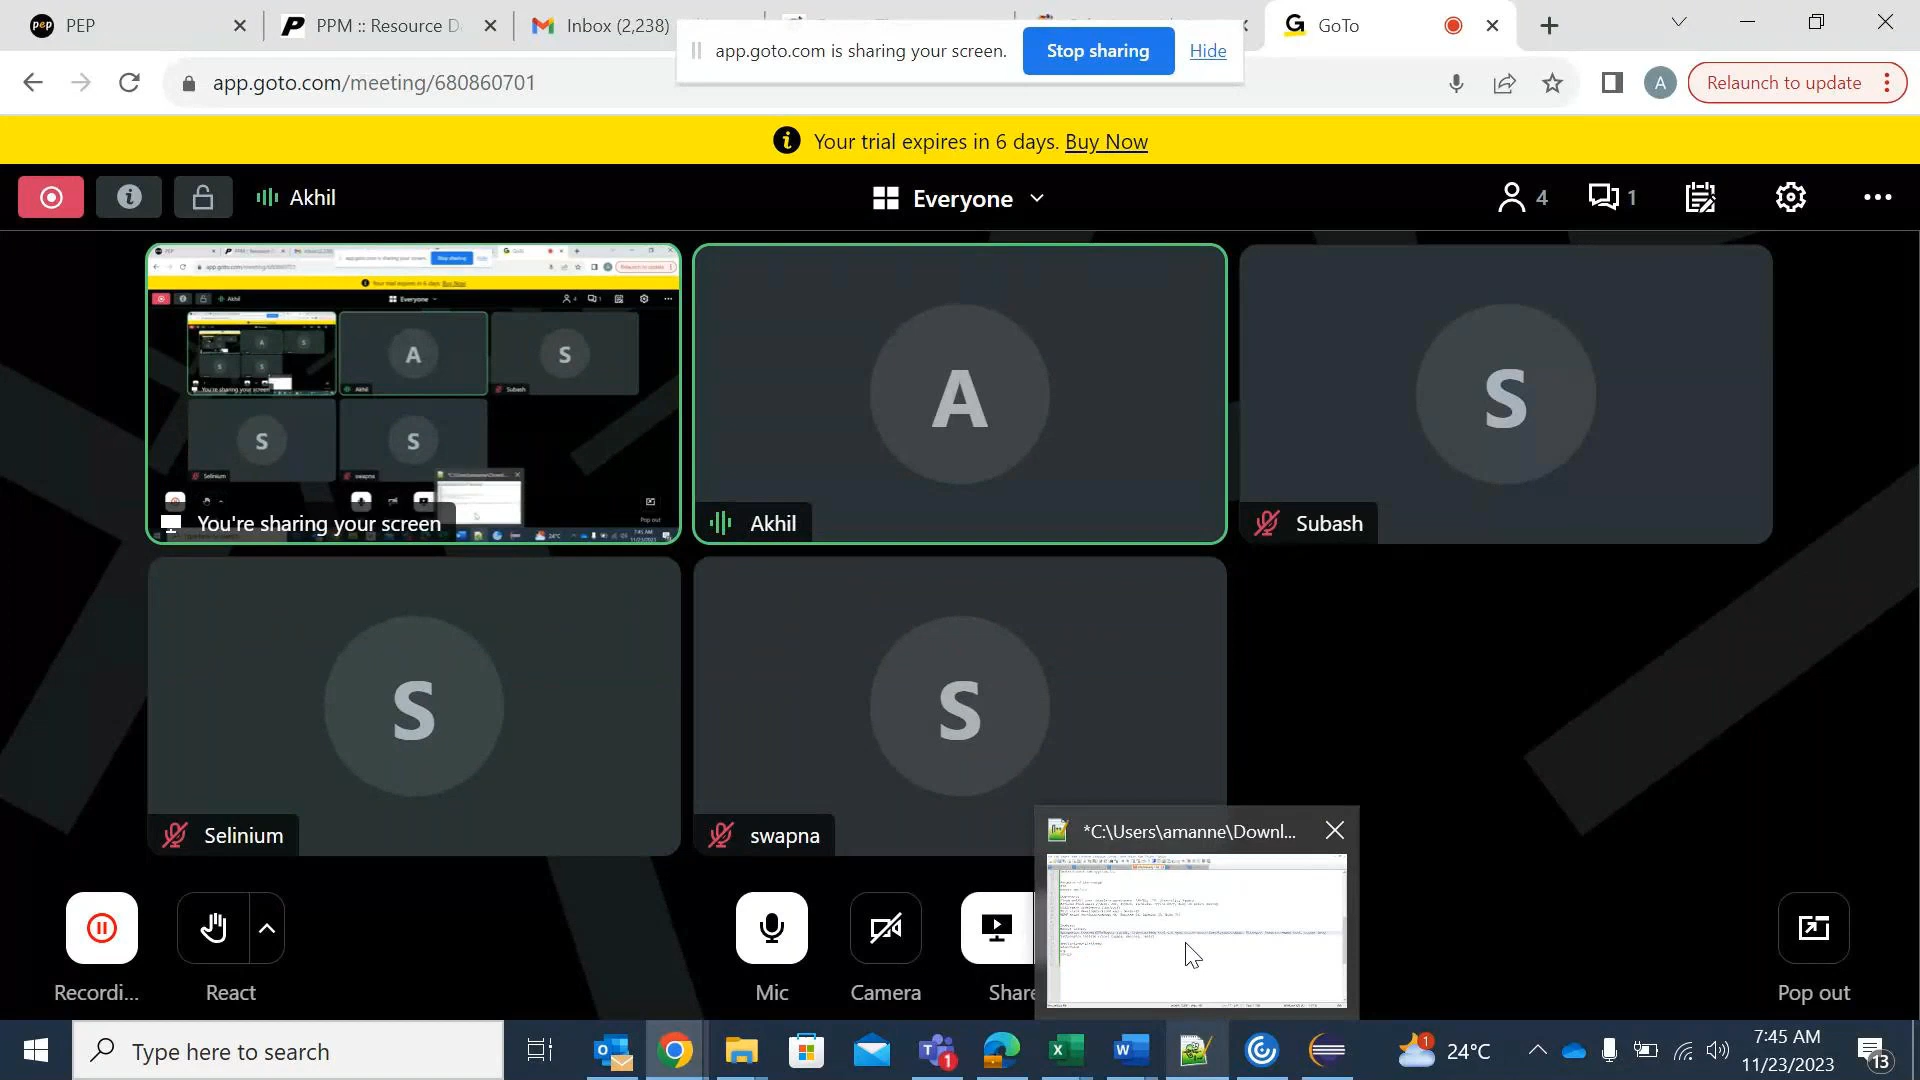 PEP
PPM :: Resource D
Inbox (2,238)
GoTo
app.goto.com is sharing your screen.
Stop sharing
Hide
app.goto.com/meeting/680860701
A
Relaunch to update
Your trial expires in 6 days. Buy Now
Akhil
Everyone
4
1
You're sharing your screen
A
Akhil
S
Subash
S
Selinium
S
swapna
*C:\Users\amanne\Downl...
Recordi...
React
Mic
Camera
Share
Pop out
Type here to search
24°C
7:45 AM
11/23/2023
13